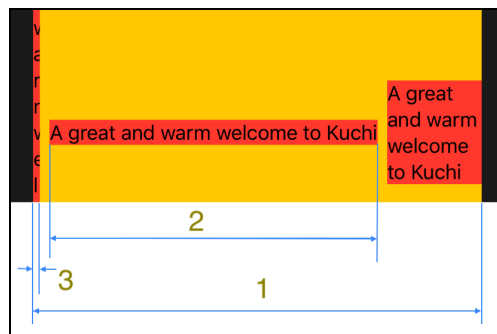 w
a
r
w
e
l
A great and warm welcome to Kuchi
A great
and warm
welcome
to Kuchi
2
3
1